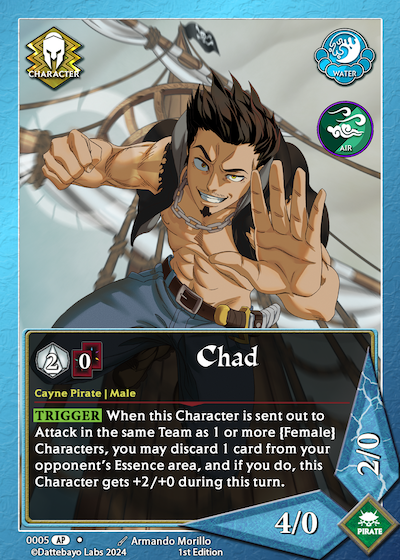 CHARACTER
WATER
AIR
2 0 Chad
Cayne Pirate | Male
TRIGGER When this Character is sent out to
Attack in the same Team as 1 or more [Female]
Characters, you may discard 1 card from your
opponent's Essence area, and if you do, this
Character gets +2/+0 during this turn.
2/0
4/0
PIRATE
0005 AP Armando Morillo
©Dattebayo Labs 2024 1st Edition